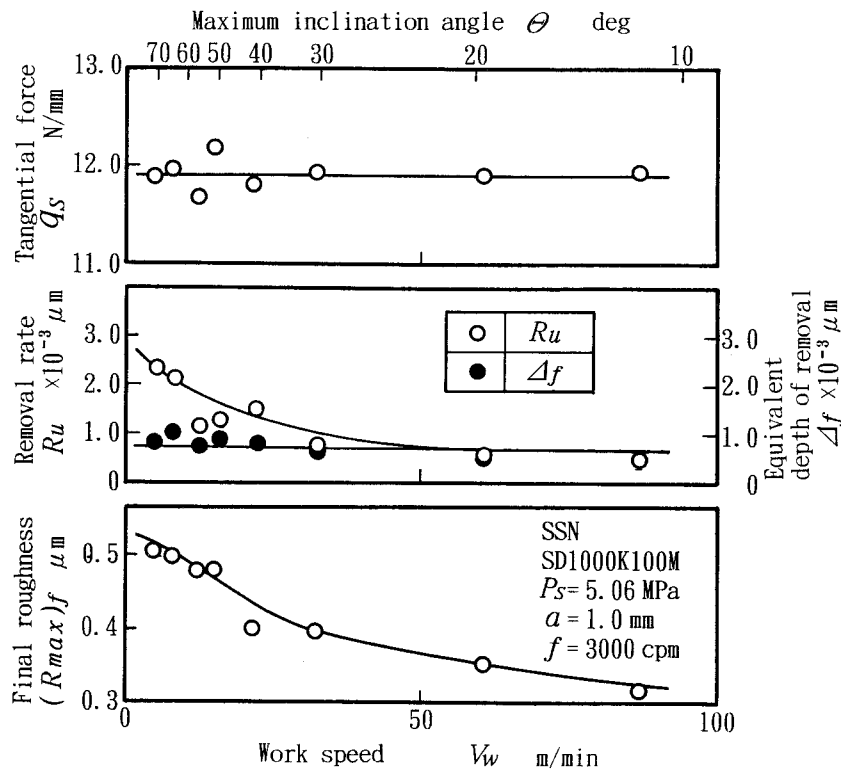 Maximum inclination angle Θ deg
70 60 50 40 30 20 10
Tangential force
qs N/mm
13.0
12.0
11.0
Removal rate
Ru ×10⁻³ μm
3.0
2.0
1.0
0
Ru
Δf
3.0
2.0
1.0
0
Equivalent
depth of removal
Δf ×10⁻³ μm
Final roughness
(Rmax)f μm
0.5
0.4
0.3
SSN
SD1000K100M
Ps=5.06 MPa
a=1.0 mm
f=3000 cpm
0 50 100
Work speed Vw m/min